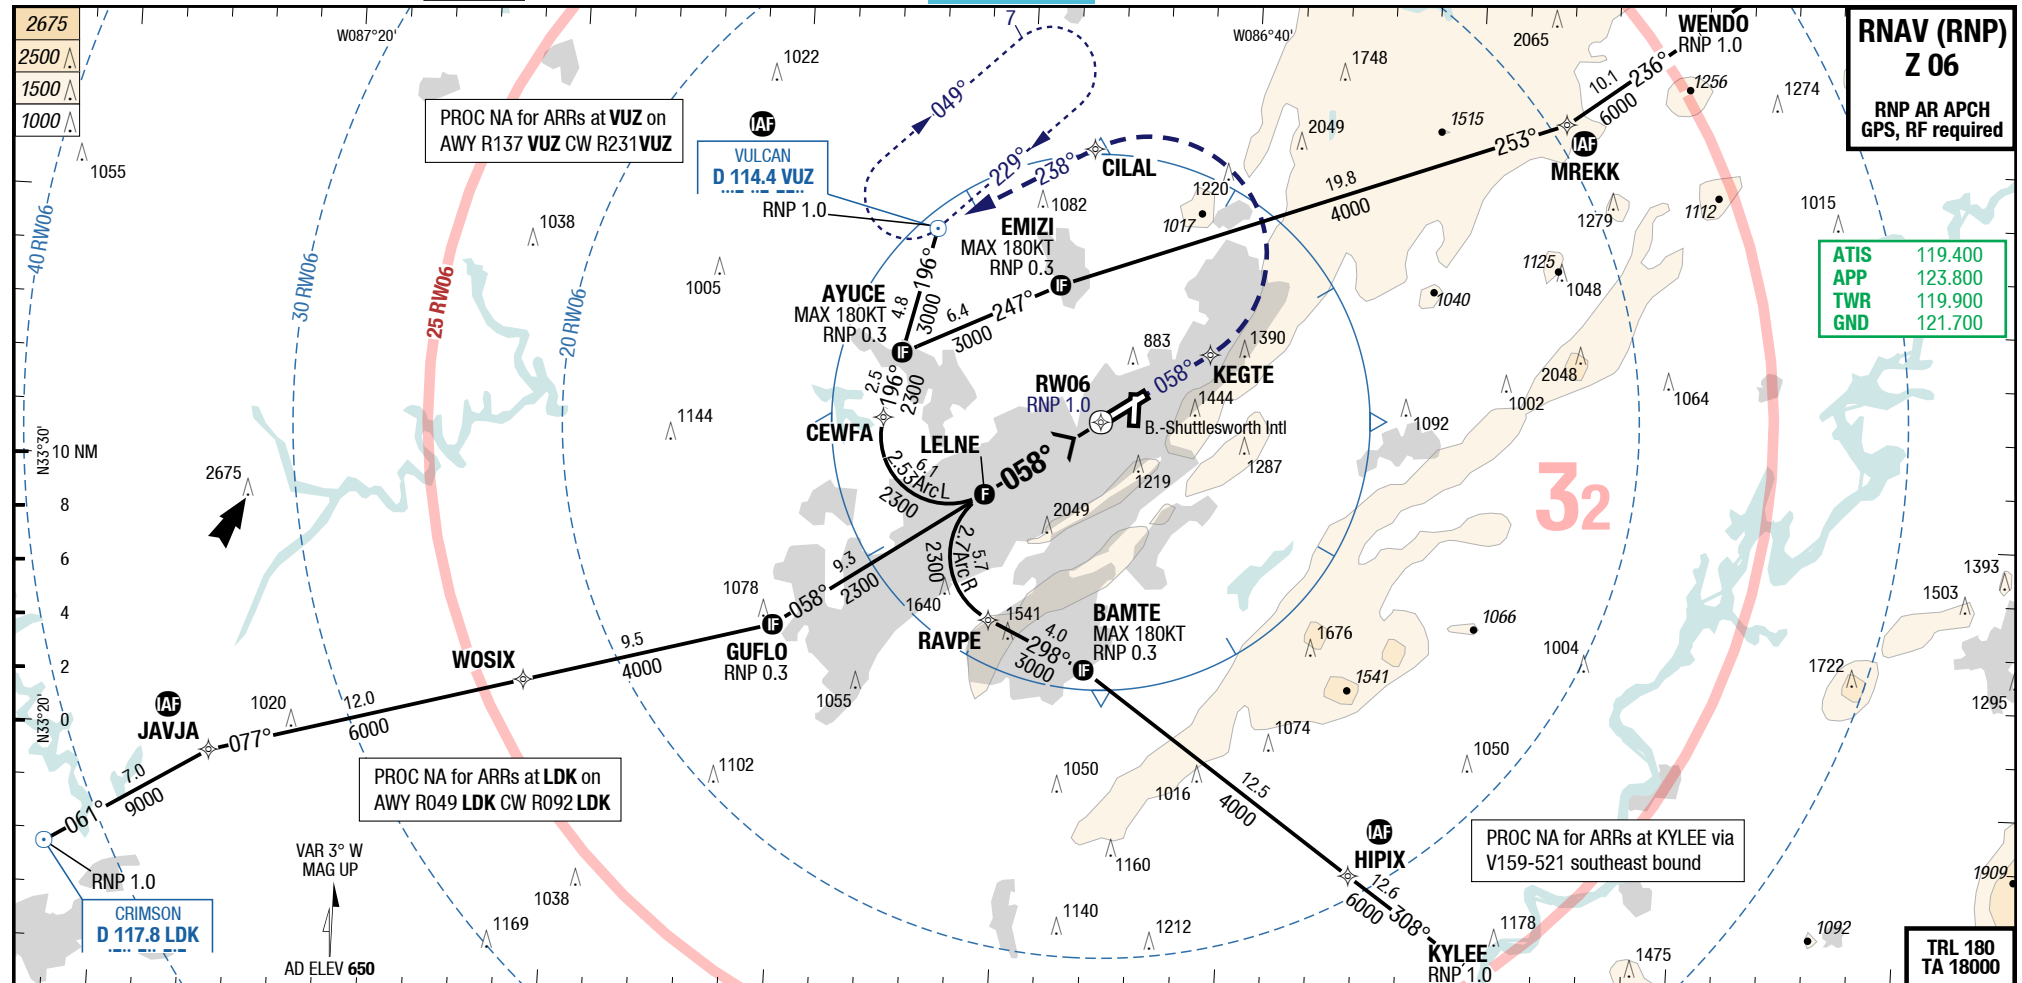 2675
2500
1500
1000
W087°20'
W086°40'
7
RNAV (RNP)
Z 06
RNP AR APCH
GPS, RF required
WENDO
RNP 1.0
236°
10.1
6000
IAF
MREKK
253°
19.8
4000
2065
1256
1274
1748
1515
2049
1022
1055
PROC NA for ARRs at VUZ on
AWY R137 VUZ CW R231 VUZ
IAF
VULCAN
D 114.4 VUZ
RNP 1.0
049°
229°
238°
CILAL
1082
1220
1017
1279
1112
1015
1125
1048
1040
ATIS 119.400
APP 123.800
TWR 119.900
GND 121.700
40 RW06
30 RW06
25 RW06
20 RW06
1038
1005
EMIZI
MAX 180KT
RNP 0.3
IF
247°
6.4
3000
AYUCE
MAX 180KT
RNP 0.3
IF
196°
4.8
3000
2.5
196°
2300
CEWFA
6.1
2.53 Arc L
2300
LELNE
F
058°
RW06
RNP 1.0
058°
KEGTE
883
1390
1444
B.-Shuttlesworth Intl
1287
1219
2049
1092
1002
2048
1064
1144
2675
N33°30'
10 NM
8
6
4
2
0
N33°20'
32
5.7
2.7 Arc R
2300
1640
1541
RAVPE
4.0
298°
3000
BAMTE
MAX 180KT
RNP 0.3
IF
1078
058°
9.3
2300
IF
GUFLO
RNP 0.3
1055
WOSIX
9.5
4000
IAF
JAVJA
1020
077°
12.0
6000
7.0
061°
9000
RNP 1.0
CRIMSON
D 117.8 LDK
PROC NA for ARRs at LDK on
AWY R049 LDK CW R092 LDK
VAR 3° W
MAG UP
AD ELEV 650
1102
1038
1169
1050
1016
1160
1140
1212
1074
1676
1541
1066
1004
1050
12.5
4000
IAF
HIPIX
12.6
6000
308°
KYLEE
RNP 1.0
PROC NA for ARRs at KYLEE via
V159-521 southeast bound
1393
1503
1722
1295
1909
1092
1178
1475
TRL 180
TA 18000